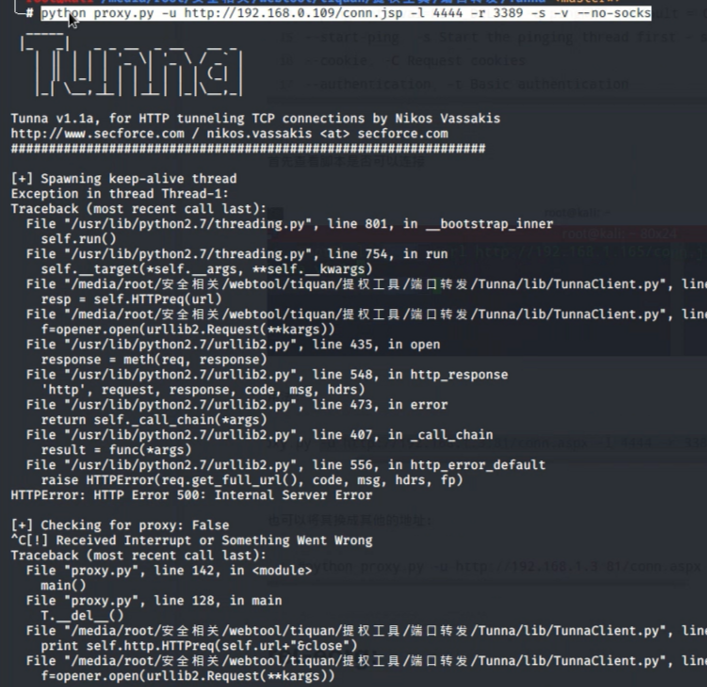 # python proxy.py -u http://192.168.0.109/conn.jsp -l 4444 -r 3389 -s -v --no-socks
Tunna
Tunna v1.1a, for HTTP tunneling TCP connections by Nikos Vassakis
http://www.secforce.com / nikos.vassakis <at> secforce.com
###############################################################
[+] Spawning keep-alive thread
Exception in thread Thread-1:
Traceback (most recent call last):
File "/usr/lib/python2.7/threading.py", line 801, in __bootstrap_inner
self.run()
File "/usr/lib/python2.7/threading.py", line 754, in run
self.__target(*self.__args, **self.__kwargs)
File "/media/root/安全相关/webtool/tiquan/提权工具/端口转发/Tunna/lib/TunnaClient.py", line
resp = self.HTTPreq(url)
File "/media/root/安全相关/webtool/tiquan/提权工具/端口转发/Tunna/lib/TunnaClient.py", line
f=opener.open(urllib2.Request(**kargs))
File "/usr/lib/python2.7/urllib2.py", line 435, in open
response = meth(req, response)
File "/usr/lib/python2.7/urllib2.py", line 548, in http_response
'http', request, response, code, msg, hdrs)
File "/usr/lib/python2.7/urllib2.py", line 473, in error
return self._call_chain(*args)
File "/usr/lib/python2.7/urllib2.py", line 407, in _call_chain
result = func(*args)
File "/usr/lib/python2.7/urllib2.py", line 556, in http_error_default
raise HTTPError(req.get_full_url(), code, msg, hdrs, fp)
HTTPError: HTTP Error 500: Internal Server Error
[+] Checking for proxy: False
^C[!] Received Interrupt or Something Went Wrong
Traceback (most recent call last):
File "proxy.py", line 142, in <module>
main()
File "proxy.py", line 128, in main
T.__del__()
File "/media/root/安全相关/webtool/tiquan/提权工具/端口转发/Tunna/lib/TunnaClient.py", line
print self.http.HTTPreq(self.url+"&close")
File "/media/root/安全相关/webtool/tiquan/提权工具/端口转发/Tunna/lib/TunnaClient.py", line
f=opener.open(urllib2.Request(**kargs))